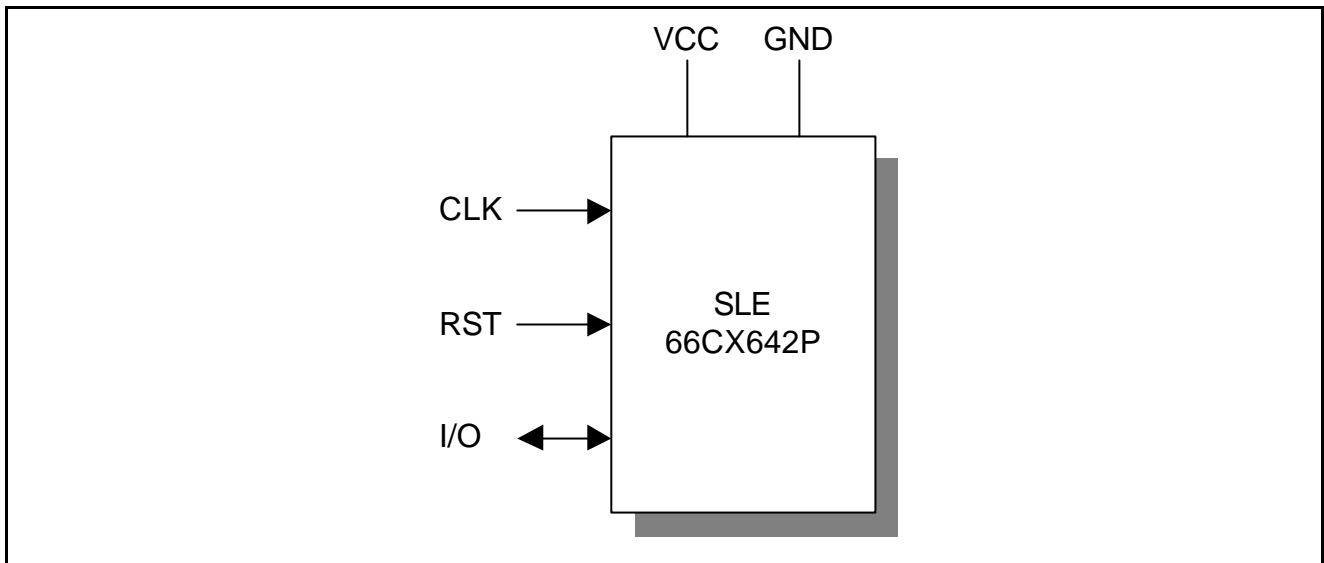 VCC GND
CLK
RST
I/O
SLE
66CX642P